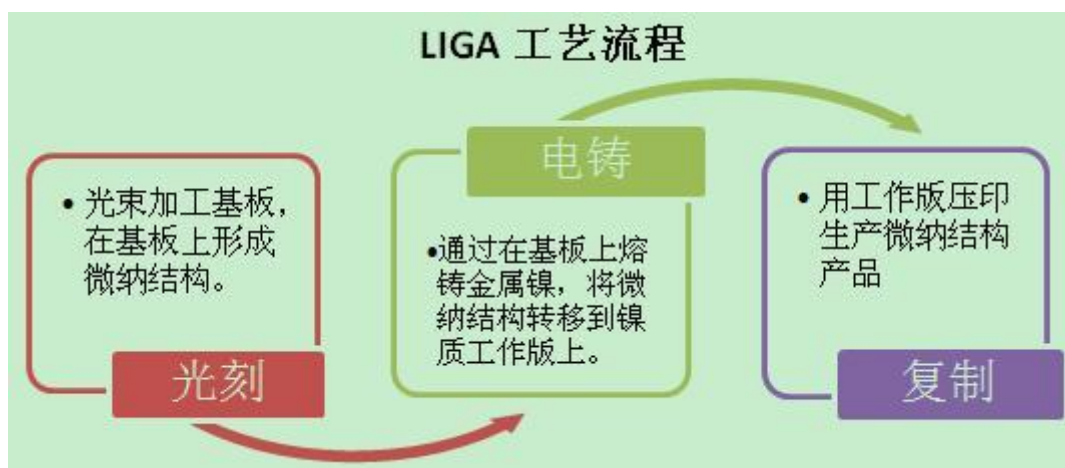 LIGA 工艺流程
• 光束加工基板，
在基板上形成
微纳结构。
光刻
电铸
•通过在基板上熔
铸金属镍，将微
纳结构转移到镍
质工作版上。
• 用工作版压印
生产微纳结构
产品
复制